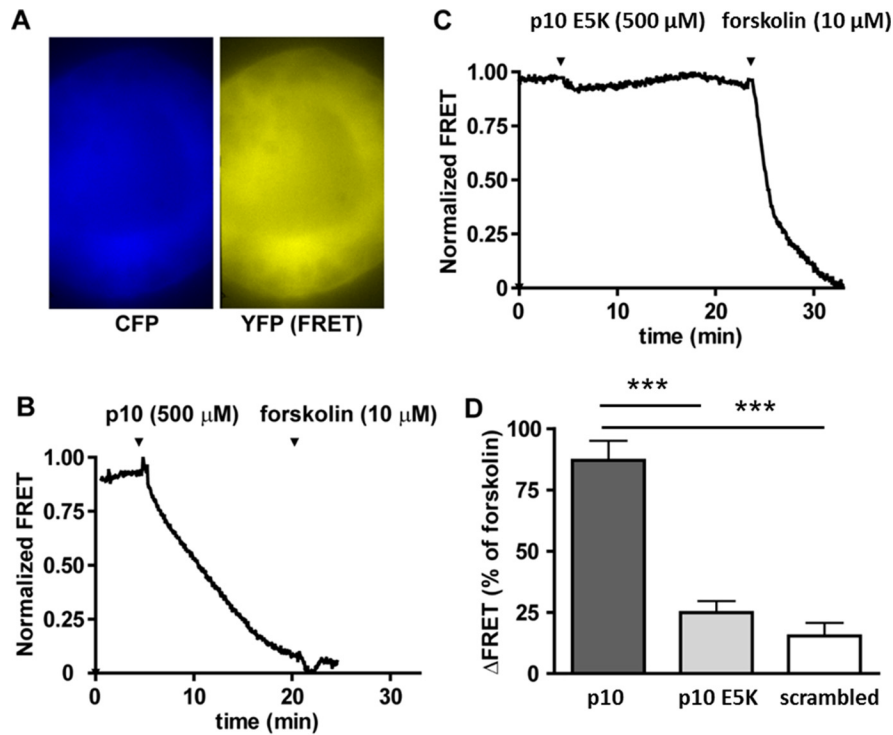 A
CFP
YFP (FRET)
B
p10 (500 μM)
forskolin (10 μM)
Normalized FRET
1.00
0.75
0.50
0.25
0
0
10
20
30
time (min)
C
p10 E5K (500 μM)
forskolin (10 μM)
Normalized FRET
1.00
0.75
0.50
0.25
0
0
10
20
30
time (min)
D
***
***
ΔFRET (% of forskolin)
100
75
50
25
0
p10
p10 E5K
scrambled